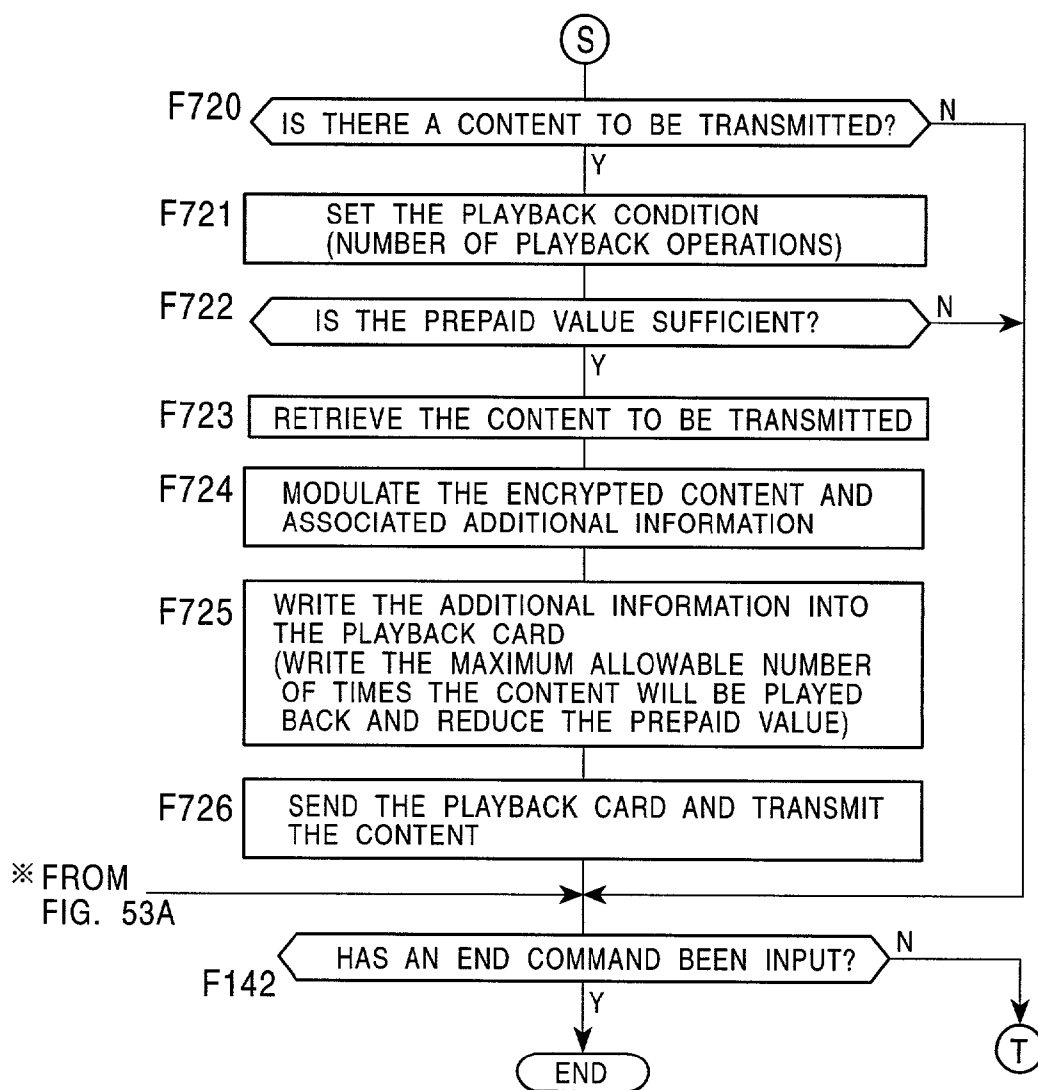 S
F720
IS THERE A CONTENT TO BE TRANSMITTED?
N
Y
F721
SET THE PLAYBACK CONDITION
(NUMBER OF PLAYBACK OPERATIONS)
F722
IS THE PREPAID VALUE SUFFICIENT?
N
Y
F723
RETRIEVE THE CONTENT TO BE TRANSMITTED
F724
MODULATE THE ENCRYPTED CONTENT AND
ASSOCIATED ADDITIONAL INFORMATION
F725
WRITE THE ADDITIONAL INFORMATION INTO
THE PLAYBACK CARD
(WRITE THE MAXIMUM ALLOWABLE NUMBER
OF TIMES THE CONTENT WILL BE PLAYED
BACK AND REDUCE THE PREPAID VALUE)
F726
SEND THE PLAYBACK CARD AND TRANSMIT
THE CONTENT
※ FROM
FIG. 53A
HAS AN END COMMAND BEEN INPUT?
N
F142
Y
END
T